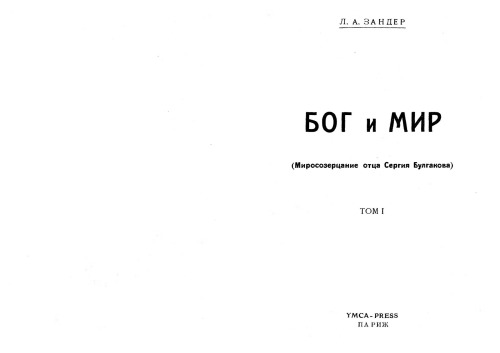 Л. А. ЗАНДЕР
БОГ и МИР
(Миросозерцание отца Сергия Булгакова)
ТОМ I
YMCA-PRESS
ПАРИЖ